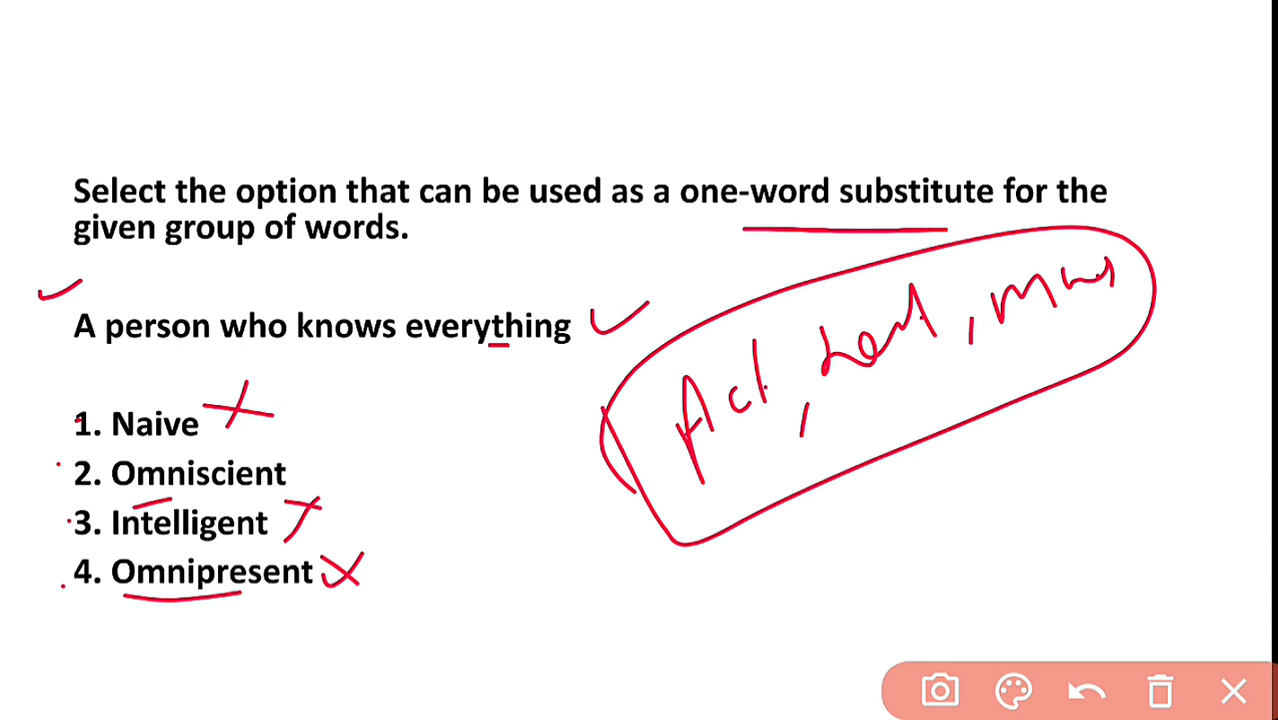 Select the option that can be used as a one-word substitute for the
given group of words.
A person who knows everything
1. Naive
2. Omniscient
3. Intelligent
4. Omnipresent
Act,